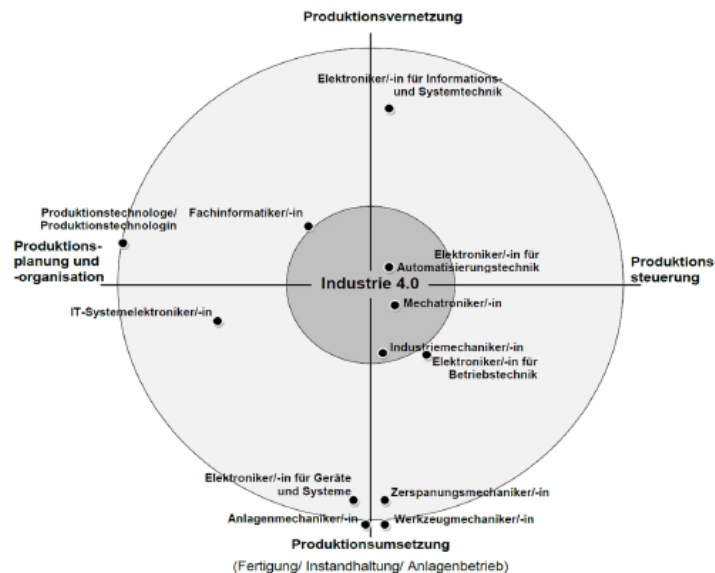 Produktionsvernetzung
Elektroniker/-in für Informations-
und Systemtechnik
Produktionstechnologe/
Produktionstechnologin
Fachinformatiker/-in
Produktions-
planung und
-organisation
Elektroniker/-in für
Automatisierungstechnik
Produktions
steuerung
Industrie 4.0
Mechatroniker/-in
IT-Systemelektroniker/-in
Industriemechaniker/-in
Elektroniker/-in für
Betriebstechnik
Elektroniker/-in für Geräte
und Systeme
Zerspanungsmechaniker/-in
Anlagenmechaniker/-in
Werkzeugmechaniker/-in
Produktionsumsetzung
(Fertigung/ Instandhaltung/ Anlagenbetrieb)